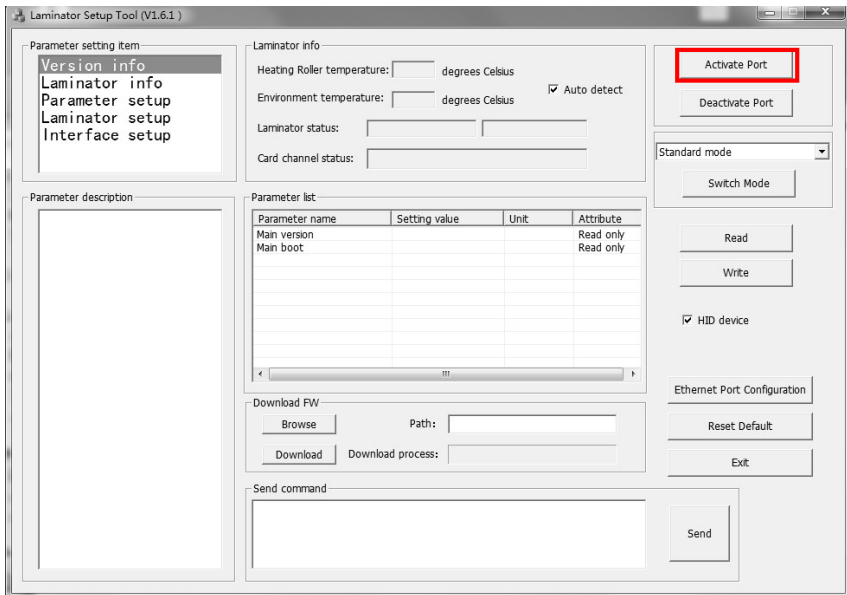 Laminator Setup Tool (V1.6.1 )
Parameter setting item
Version info
Laminator info
Parameter setup
Laminator setup
Interface setup
Laminator info
Heating Roller temperature: degrees Celsius
Environment temperature: degrees Celsius
Auto detect
Laminator status:
Card channel status:
Activate Port
Deactivate Port
Standard mode
Switch Mode
Parameter description
Parameter list
Parameter name Setting value Unit Attribute
Main version Read only
Main boot Read only
Read
Write
HID device
Download FW
Browse Path:
Download Download process:
Ethernet Port Configuration
Reset Default
Exit
Send command
Send